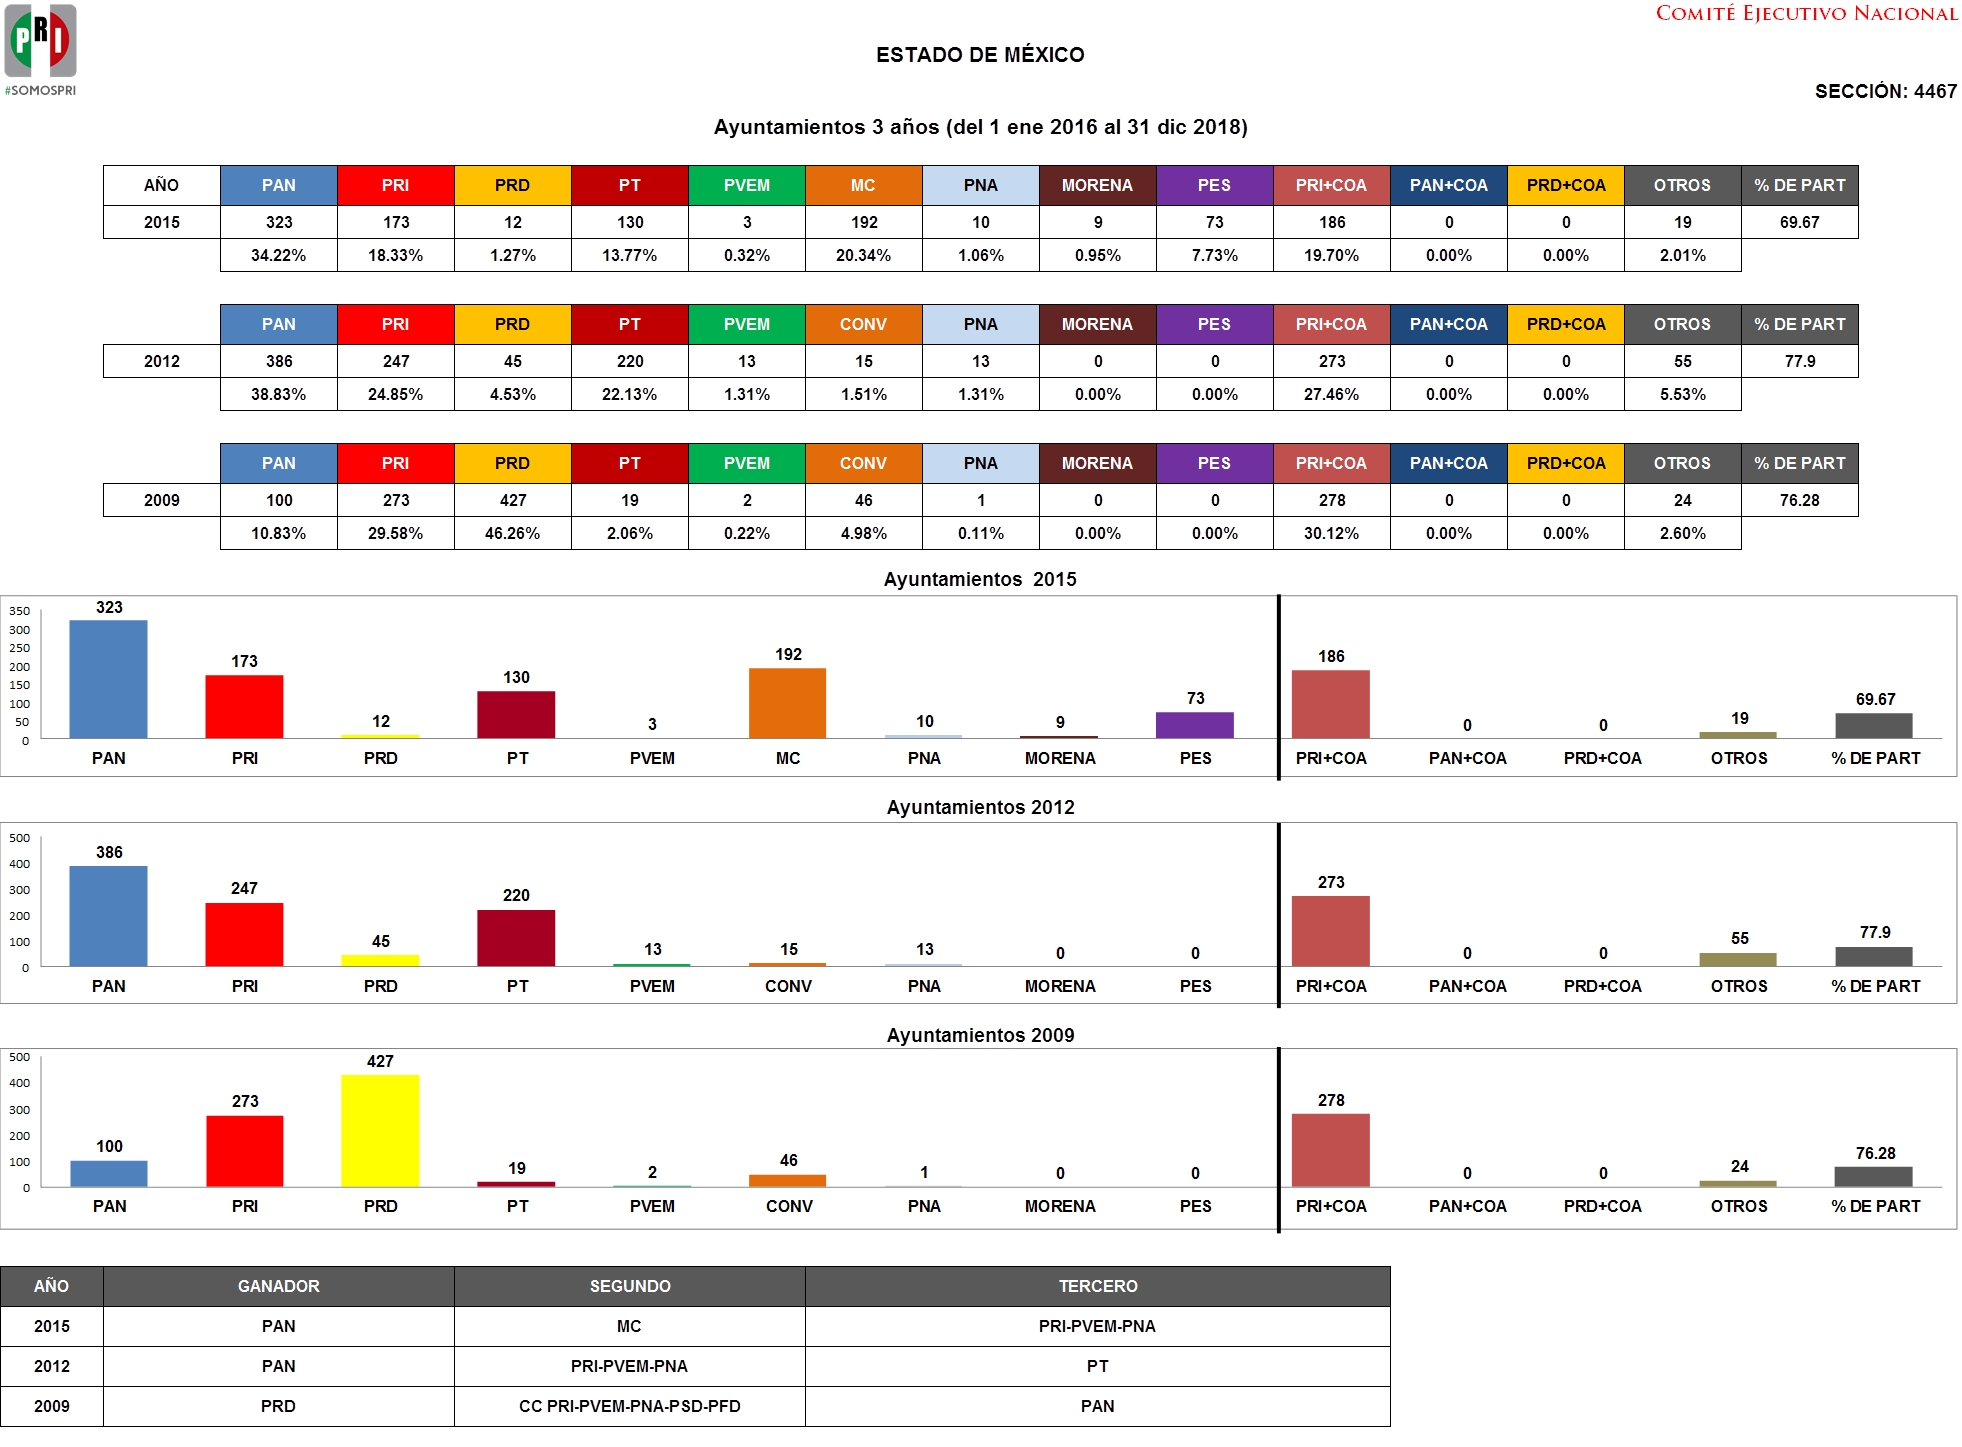 PRI
#SOMOSPRI
COMITÉ EJECUTIVO NACIONAL
ESTADO DE MÉXICO
SECCIÓN: 4467
Ayuntamientos 3 años (del 1 ene 2016 al 31 dic 2018)
AÑO PAN PRI PRD PT PVEM MC PNA MORENA PES PRI+COA PAN+COA PRD+COA OTROS % DE PART
2015 323 173 12 130 3 192 10 9 73 186 0 0 19 69.67
34.22% 18.33% 1.27% 13.77% 0.32% 20.34% 1.06% 0.95% 7.73% 19.70% 0.00% 0.00% 2.01%
PAN PRI PRD PT PVEM CONV PNA MORENA PES PRI+COA PAN+COA PRD+COA OTROS % DE PART
2012 386 247 45 220 13 15 13 0 0 273 0 0 55 77.9
38.83% 24.85% 4.53% 22.13% 1.31% 1.51% 1.31% 0.00% 0.00% 27.46% 0.00% 0.00% 5.53%
PAN PRI PRD PT PVEM CONV PNA MORENA PES PRI+COA PAN+COA PRD+COA OTROS % DE PART
2009 100 273 427 19 2 46 1 0 0 278 0 0 24 76.28
10.83% 29.58% 46.26% 2.06% 0.22% 4.98% 0.11% 0.00% 0.00% 30.12% 0.00% 0.00% 2.60%
Ayuntamientos 2015
350
300
250
200
150
100
50
0
323 173 12 130 3 192 10 9 73 186 0 0 19 69.67
PAN PRI PRD PT PVEM MC PNA MORENA PES PRI+COA PAN+COA PRD+COA OTROS % DE PART
Ayuntamientos 2012
500
400
300
200
100
0
386 247 45 220 13 15 13 0 0 273 0 0 55 77.9
PAN PRI PRD PT PVEM CONV PNA MORENA PES PRI+COA PAN+COA PRD+COA OTROS % DE PART
Ayuntamientos 2009
500
400
300
200
100
0
100 273 427 19 2 46 1 0 0 278 0 0 24 76.28
PAN PRI PRD PT PVEM CONV PNA MORENA PES PRI+COA PAN+COA PRD+COA OTROS % DE PART
AÑO GANADOR SEGUNDO TERCERO
2015 PAN MC PRI-PVEM-PNA
2012 PAN PRI-PVEM-PNA PT
2009 PRD CC PRI-PVEM-PNA-PSD-PFD PAN